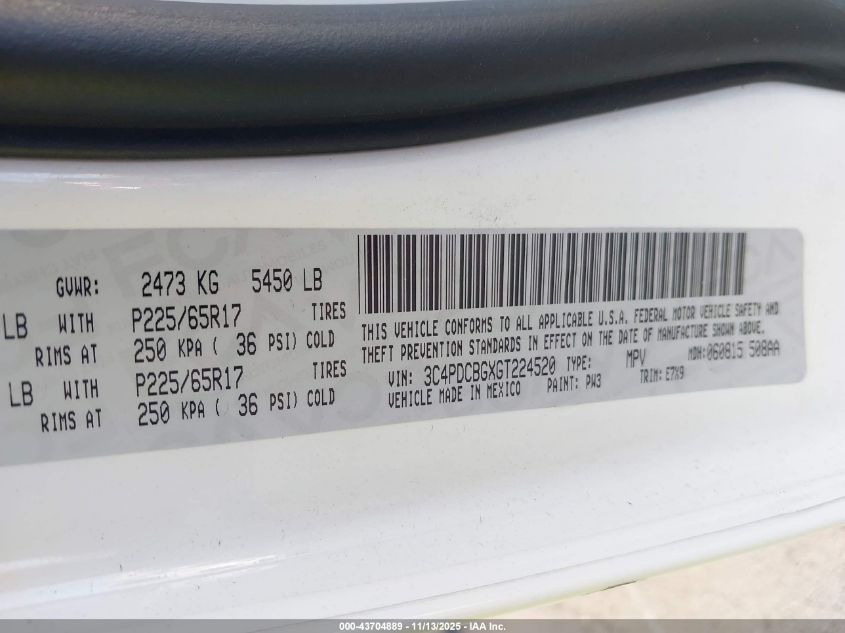 GVWR: 2473 KG 5450 LB
LB WITH P225/65R17 TIRES
RIMS AT 250 KPA ( 36 PSI) COLD
LB WITH P225/65R17 TIRES
RIMS AT 250 KPA ( 36 PSI) COLD
THIS VEHICLE CONFORMS TO ALL APPLICABLE U.S.A. FEDERAL MOTOR VEHICLE SAFETY AND
THEFT PREVENTION STANDARDS IN EFFECT ON THE DATE OF MANUFACTURE SHOWN ABOVE.
VIN: 3C4PDCBGXGT224520 TYPE: MPV MDH:060815 508AA
VEHICLE MADE IN MEXICO PAINT: PW3 TRIM: E7X9
000-43704889 - 11/13/2025 - IAA Inc.